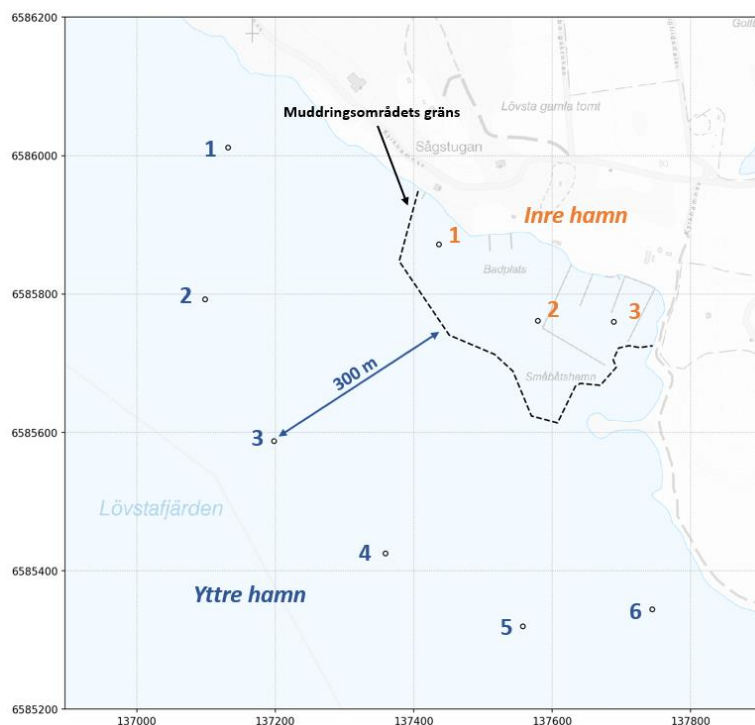 6586200
6586000
6585800
6585600
6585400
6585200
137000
137200
137400
137600
137800
Muddringsområdets gräns
Lövsta gamla tomt
Sågstugan
Inre hamn
1
1
Badplats
2
2
3
300 m
Småbåtshamn
3
Lövstafjärden
4
Yttre hamn
5
6